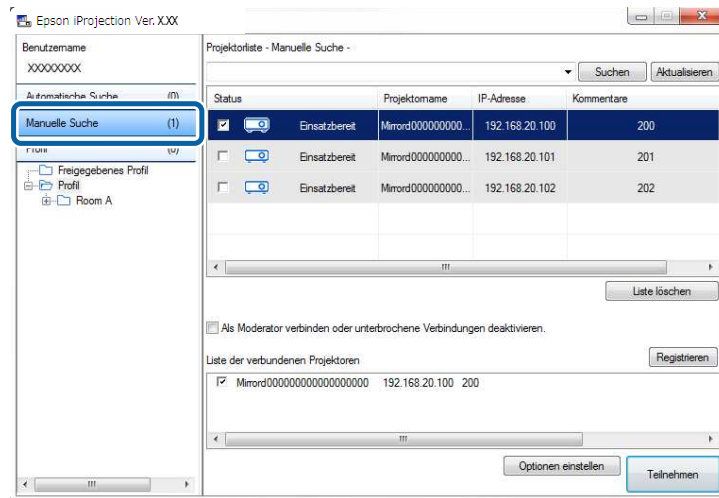 Epson iProjection Ver. X.XX
Benutzername
XXXXXXXX
Automatische Suche (0)
Manuelle Suche (1)
Profil (0)
Freigegebenes Profil
Profil
Room A
Projektorliste - Manuelle Suche -
Suchen Aktualisieren
Status Projektorname IP-Adresse Kommentare
Einsatzbereit Mirrord000000000... 192.168.20.100 200
Einsatzbereit Mirrord000000000... 192.168.20.101 201
Einsatzbereit Mirrord000000000... 192.168.20.102 202
Liste löschen
Als Moderator verbinden oder unterbrochene Verbindungen deaktivieren.
Liste der verbundenen Projektoren Registrieren
Mirrord000000000000000000 192.168.20.100 200
Optionen einstellen Teilnehmen